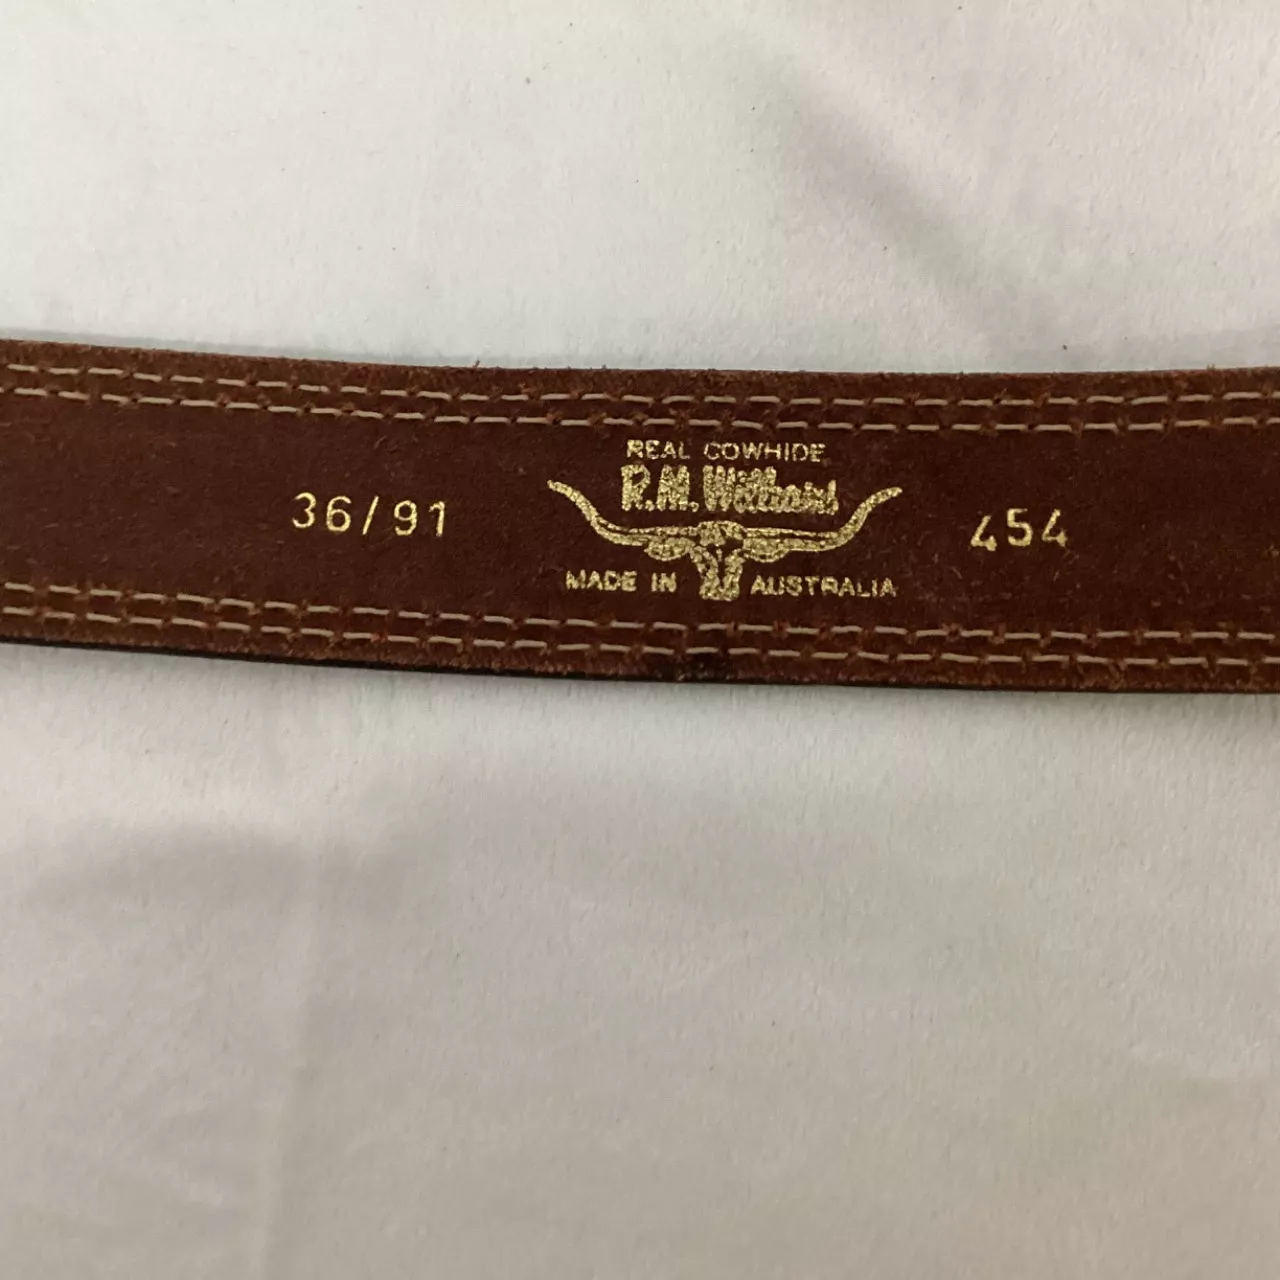 REAL COWHIDE
R.M. Williams
36/91
454
MADE IN AUSTRALIA